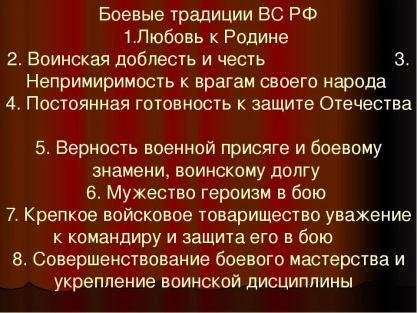 Боевые традиции ВС РФ
1.Любовь к Родине
2. Воинская доблесть и честь 3.
Непримиримость к врагам своего народа
4. Постоянная готовность к защите Отечества
5. Верность военной присяге и боевому
знамени, воинскому долгу
6. Мужество героизм в бою
7. Крепкое войсковое товарищество уважение
к командиру и защита его в бою
8. Совершенствование боевого мастерства и
укрепление воинской дисциплины